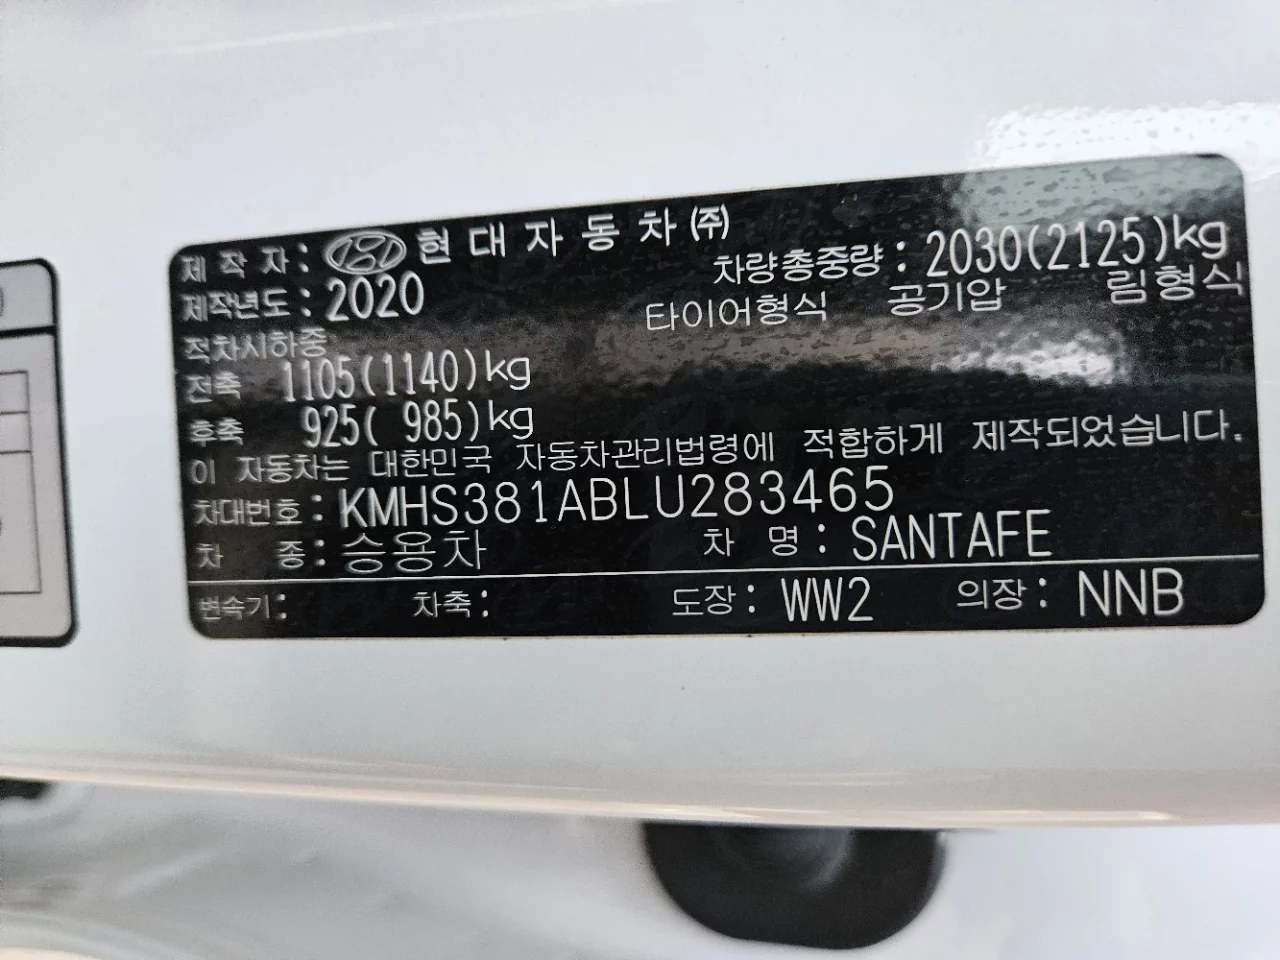 제 작 자 : 현 대 자 동 차 ㈜
제작년도 : 2020
차량총중량 : 2030(2125)kg
적차시하중
타이어형식 공기압 림형식
전축 1105(1140)kg
후축 925( 985)kg
이 자동차는 대한민국 자동차관리법령에 적합하게 제작되었습니다.
차대번호 : KMHS381ABLU283465
차 종 : 승용차 차 명 : SANTAFE
변속기 : 차축 : 도장 : WW2 의장 : NNB